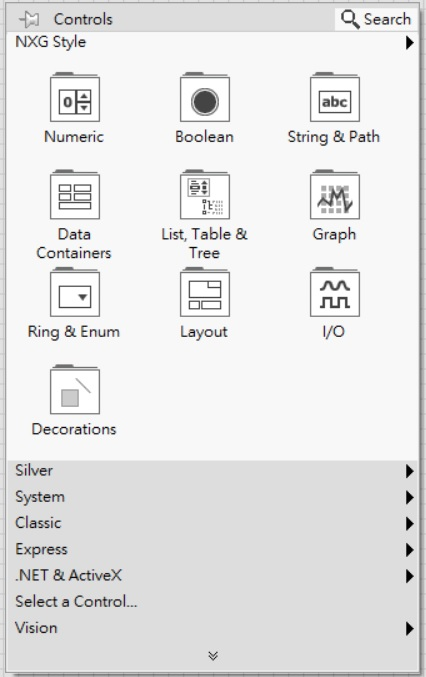 Controls
Search
NXG Style
0
abc
Numeric
Boolean
String & Path
Data
Containers
List, Table &
Tree
Graph
Ring & Enum
Layout
I/O
Decorations
Silver
System
Classic
Express
.NET & ActiveX
Select a Control...
Vision